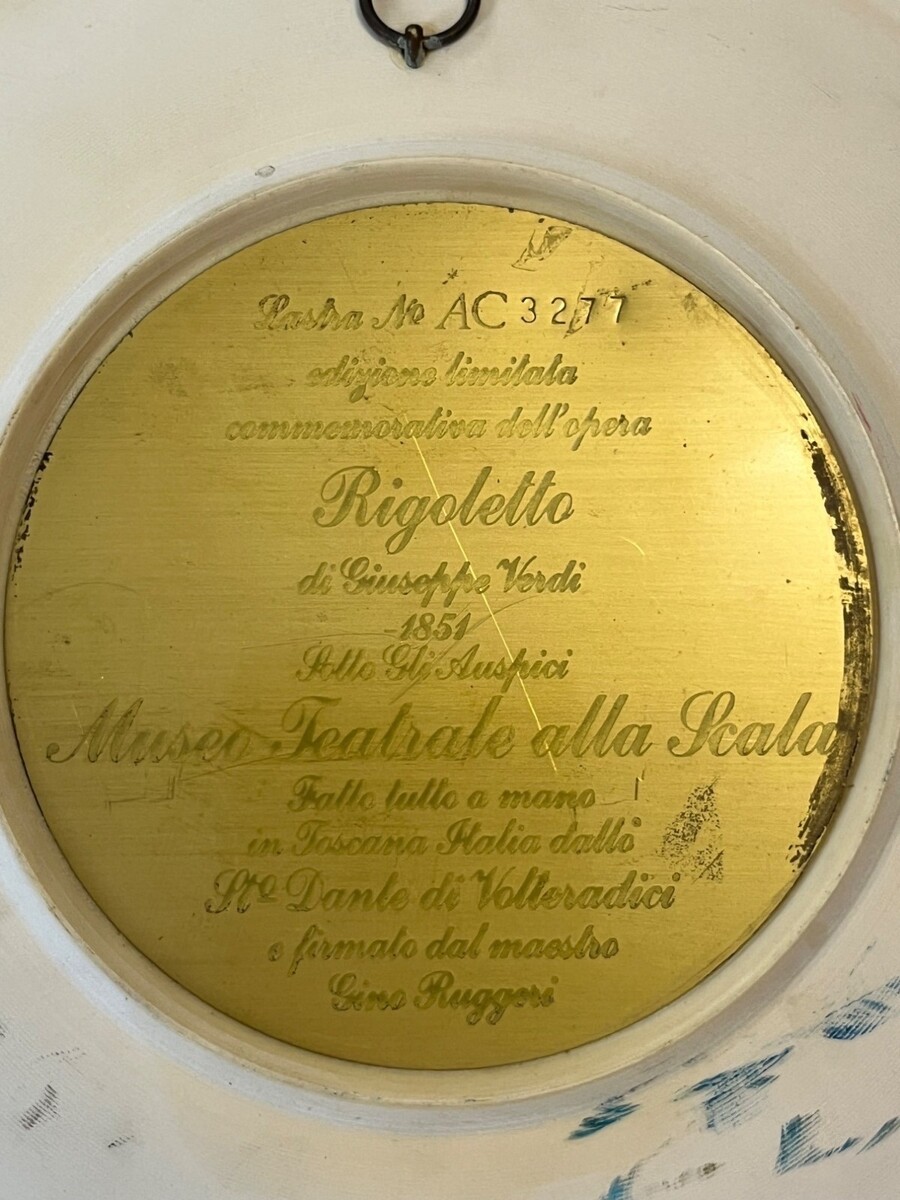 Lastra Nº AC 3277
edizione limitata
commemorativa dell'opera
Rigoletto
di Giuseppe Verdi
-1851
Sotto Gli Auspici
Museo Teatrale alla Scala
Fatto tutto a mano
in Toscana Italia dallo
Stº Dante di Volteradici
e firmato dal maestro
Gino Ruggeri